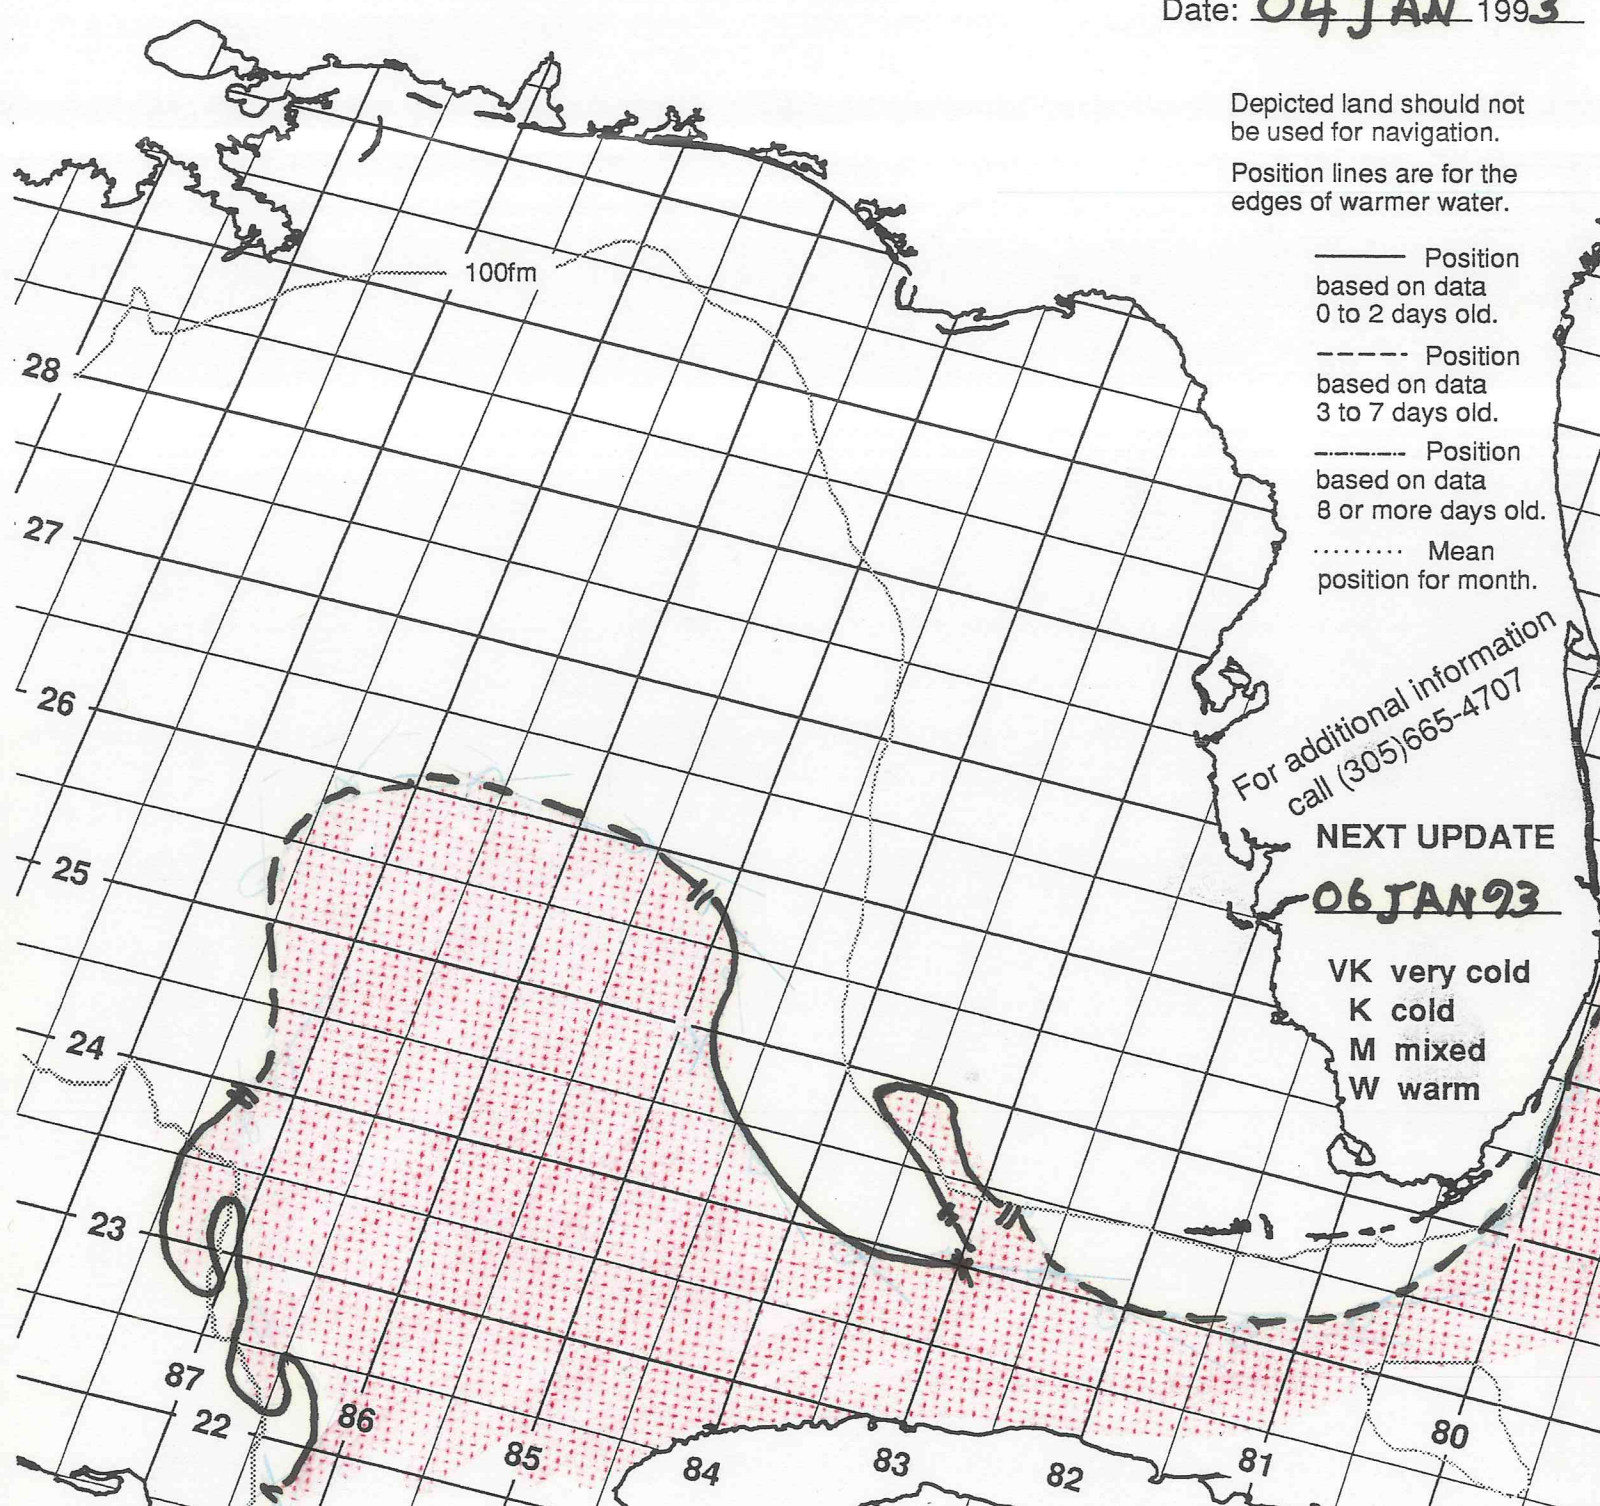 Date: 04 JAN 1993
Depicted land should not
be used for navigation.
Position lines are for the
edges of warmer water.
Position
based on data
0 to 2 days old.
Position
based on data
3 to 7 days old.
Position
based on data
8 or more days old.
Mean
position for month.
For additional information
call (305)665-4707
NEXT UPDATE
06 JAN 93
VK very cold
K cold
M mixed
W warm
100fm
28
27
26
25
24
23
22
87
86
85
84
83
82
81
80